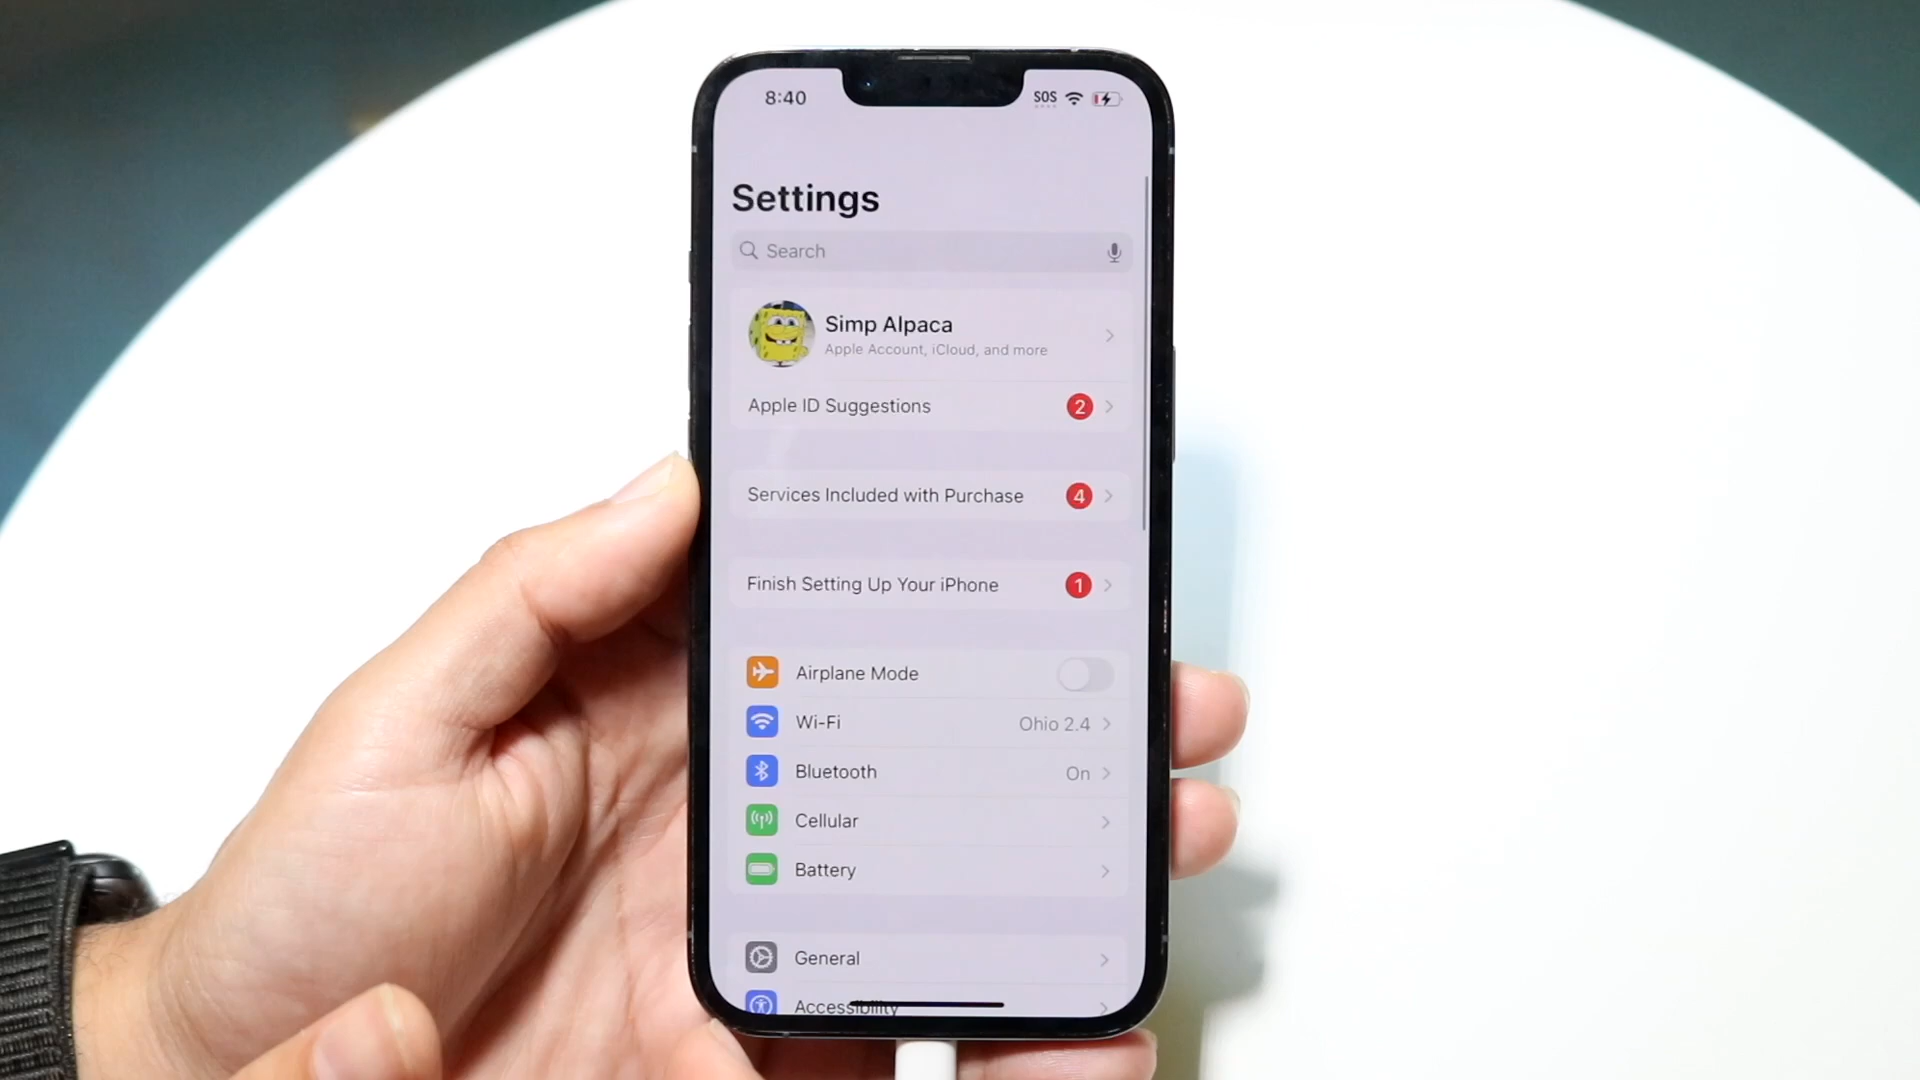 8:40 SOS
Settings
Search
Simp Alpaca
Apple Account, iCloud, and more
Apple ID Suggestions 2
Services Included with Purchase 4
Finish Setting Up Your iPhone 1
Airplane Mode
Wi-Fi Ohio 2.4
Bluetooth On
Cellular
Battery
General
Accessibility